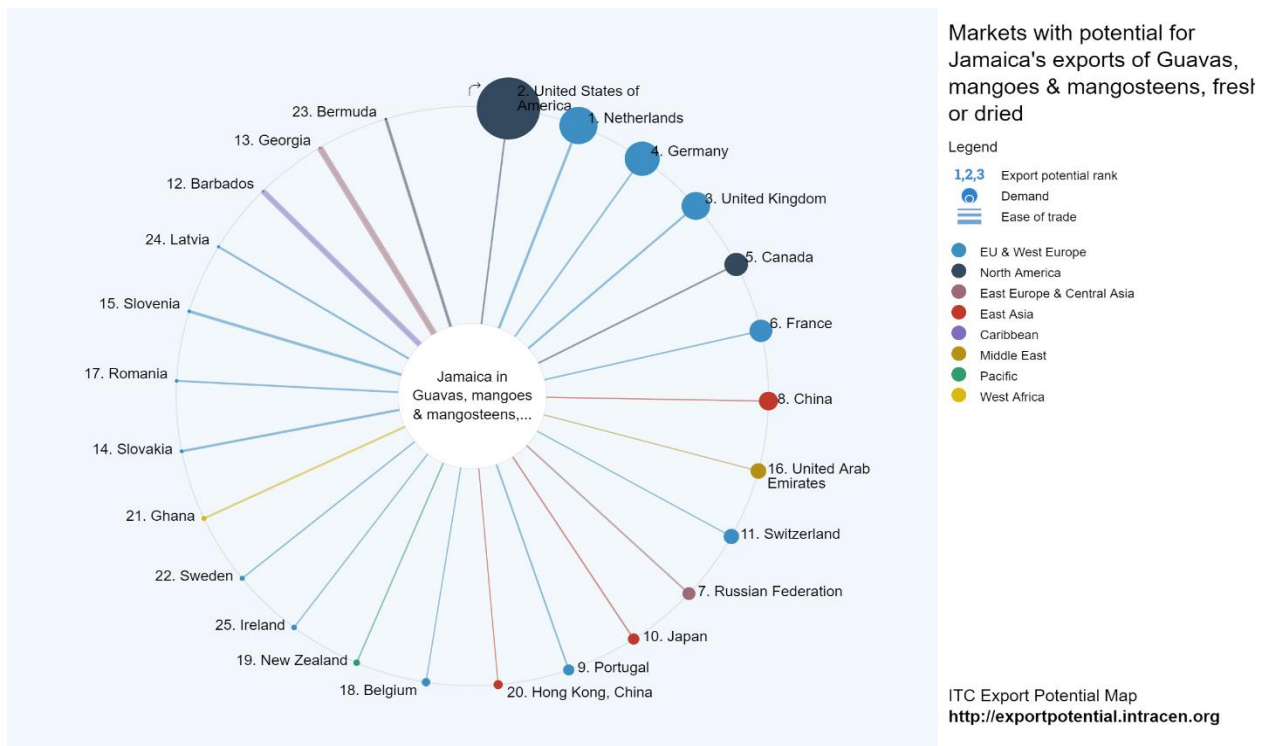 Markets with potential for
Jamaica's exports of Guavas,
mangoes & mangosteens, fresh
or dried
Legend
1,2,3 Export potential rank
Demand
Ease of trade
EU & West Europe
North America
East Europe & Central Asia
East Asia
Caribbean
Middle East
Pacific
West Africa
2. United States of
America
1. Netherlands
4. Germany
3. United Kingdom
5. Canada
6. France
8. China
16. United Arab
Emirates
11. Switzerland
7. Russian Federation
10. Japan
9. Portugal
20. Hong Kong, China
18. Belgium
19. New Zealand
25. Ireland
22. Sweden
21. Ghana
14. Slovakia
17. Romania
15. Slovenia
24. Latvia
12. Barbados
13. Georgia
23. Bermuda
Jamaica in
Guavas, mangoes
& mangosteens,...
ITC Export Potential Map
http://exportpotential.intracen.org